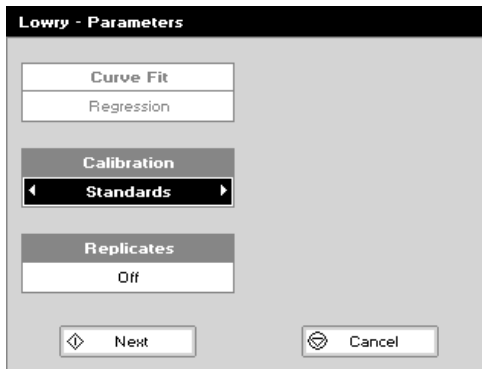 Lowry - Parameters
Curve Fit
Regression
Calibration
Standards
Replicates
Off
Next
Cancel